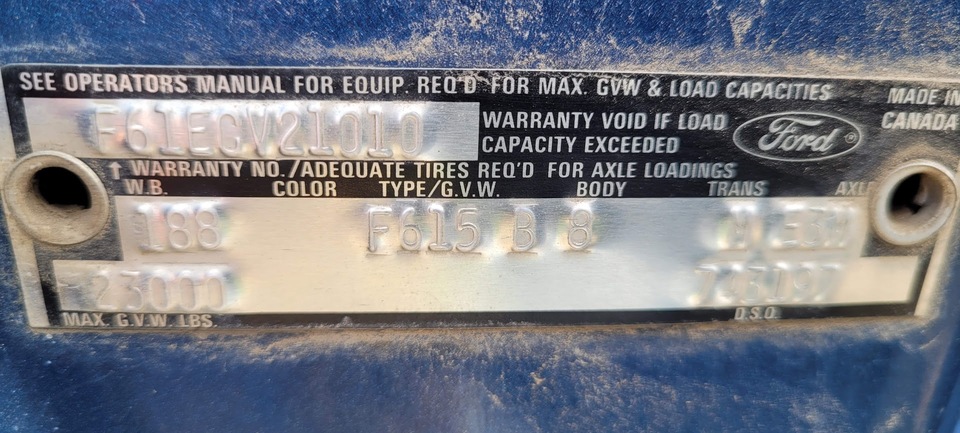 SEE OPERATORS MANUAL FOR EQUIP. REQ'D FOR MAX. GVW & LOAD CAPACITIES
MADE IN CANADA
F61EGV21010
WARRANTY VOID IF LOAD
CAPACITY EXCEEDED
Ford ®
↑ WARRANTY NO./ADEQUATE TIRES REQ'D FOR AXLE LOADINGS
W.B. COLOR TYPE/G.V.W. BODY TRANS AXLE
188 F615 B 8
23000
MAX. G.V.W. LBS. D.S.O.